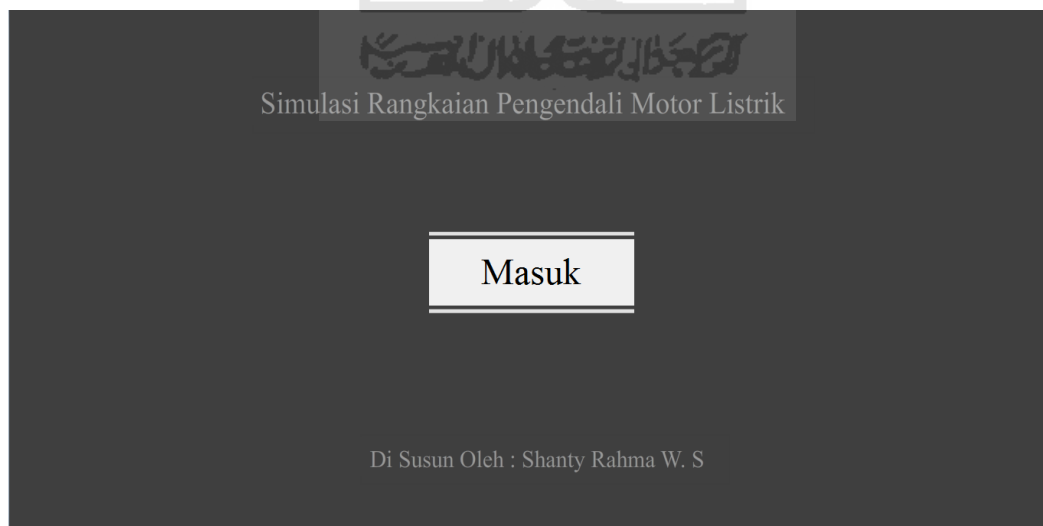 Simulasi Rangkaian Pengendali Motor Listrik
Masuk
Di Susun Oleh : Shanty Rahma W. S